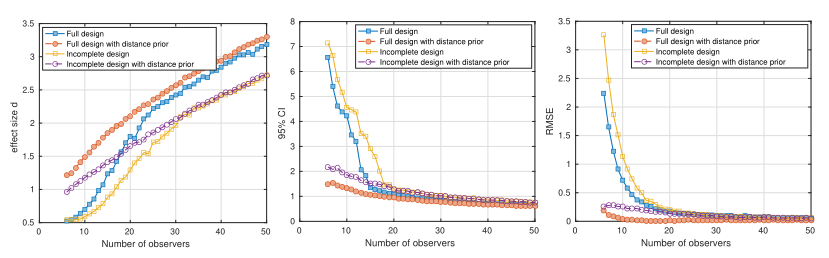 3.5
3
2.5
2
1.5
1
0.5
0
10
20
30
40
50
effect size d
Number of observers
Full design
Full design with distance prior
Incomplete design
Incomplete design with distance prior
8
7
6
5
4
3
2
1
0
0
10
20
30
40
50
95% CI
Number of observers
Full design
Full design with distance prior
Incomplete design
Incomplete design with distance prior
3.5
3
2.5
2
1.5
1
0.5
0
0
10
20
30
40
50
RMSE
Number of observers
Full design
Full design with distance prior
Incomplete design
Incomplete design with distance prior